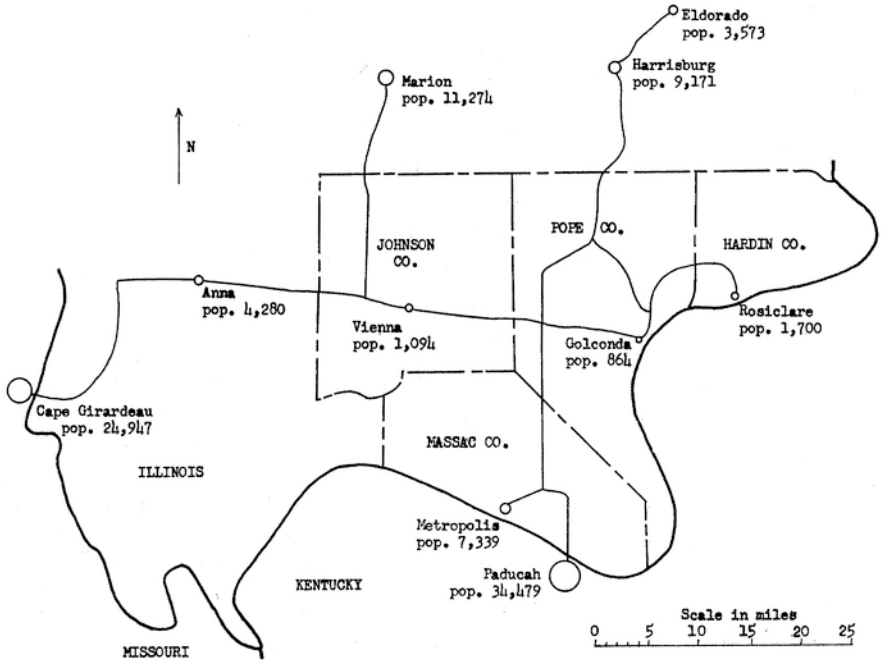 Eldorado
pop. 3,573
Harrisburg
pop. 9,171
Marion
pop. 11,274
N
POPE CO.
JOHNSON
CO.
HARDIN CO.
Anna
pop. 4,280
Rosiclare
pop. 1,700
Vienna
pop. 1,094
Golconda
pop. 864
Cape Girardeau
pop. 24,947
MASSAC CO.
ILLINOIS
Metropolis
pop. 7,339
Paducah
pop. 34,479
KENTUCKY
MISSOURI
Scale in miles
0 5 10 15 20 25